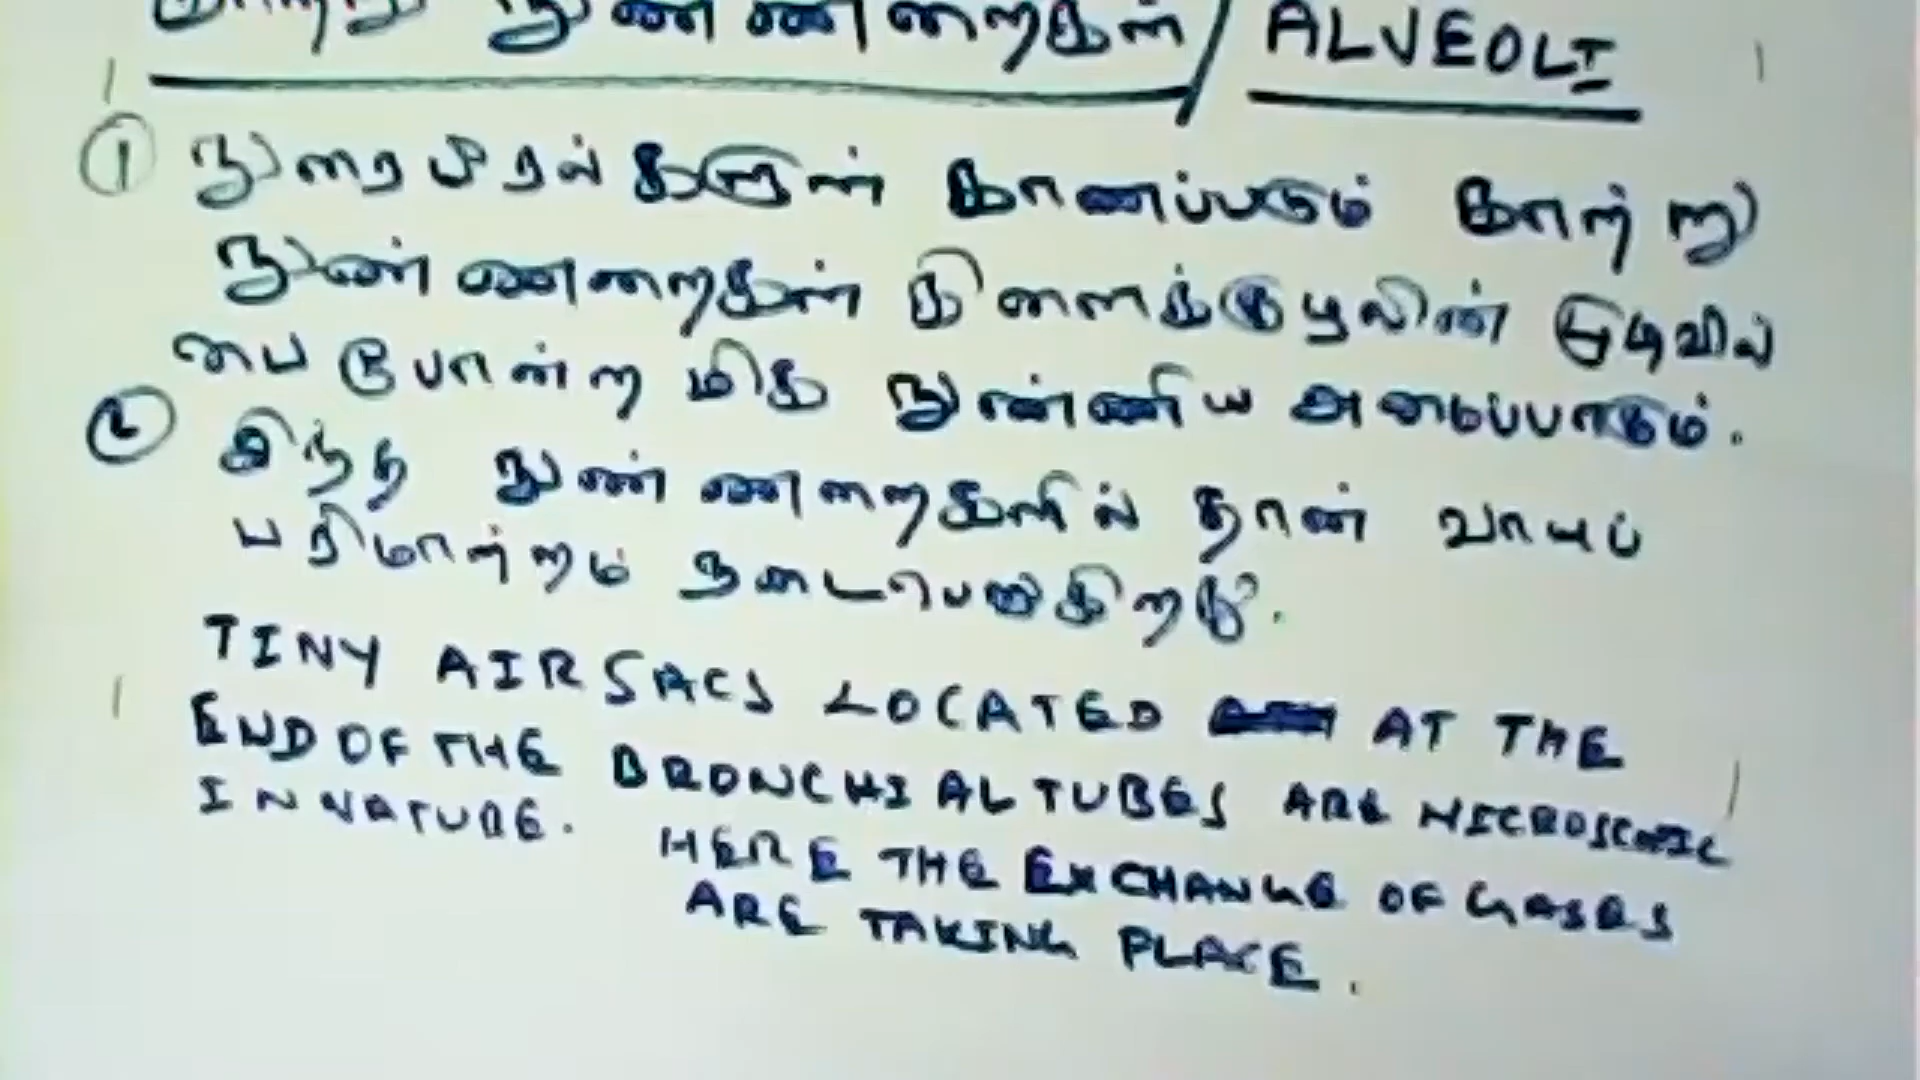 காற்று நுண்ணறைகள் / ALVEOLI
① நுரையீரல்களுள் காணப்படும் காற்று
நுண்ணறைகள் கிளைக்குழலின் முடிவில்
பை போன்ற மிக நுண்ணிய அமைப்பாகும்.
② இந்த நுண்ணறைகளில் தான் வாயுப்
பரிமாற்றம் நடைபெறுகிறது.
TINY AIR SACS LOCATED AT THE
END OF THE BRONCHIAL TUBES ARE MICROSCOPIC
IN NATURE. HERE THE EXCHANGE OF GASES
ARE TAKING PLACE.